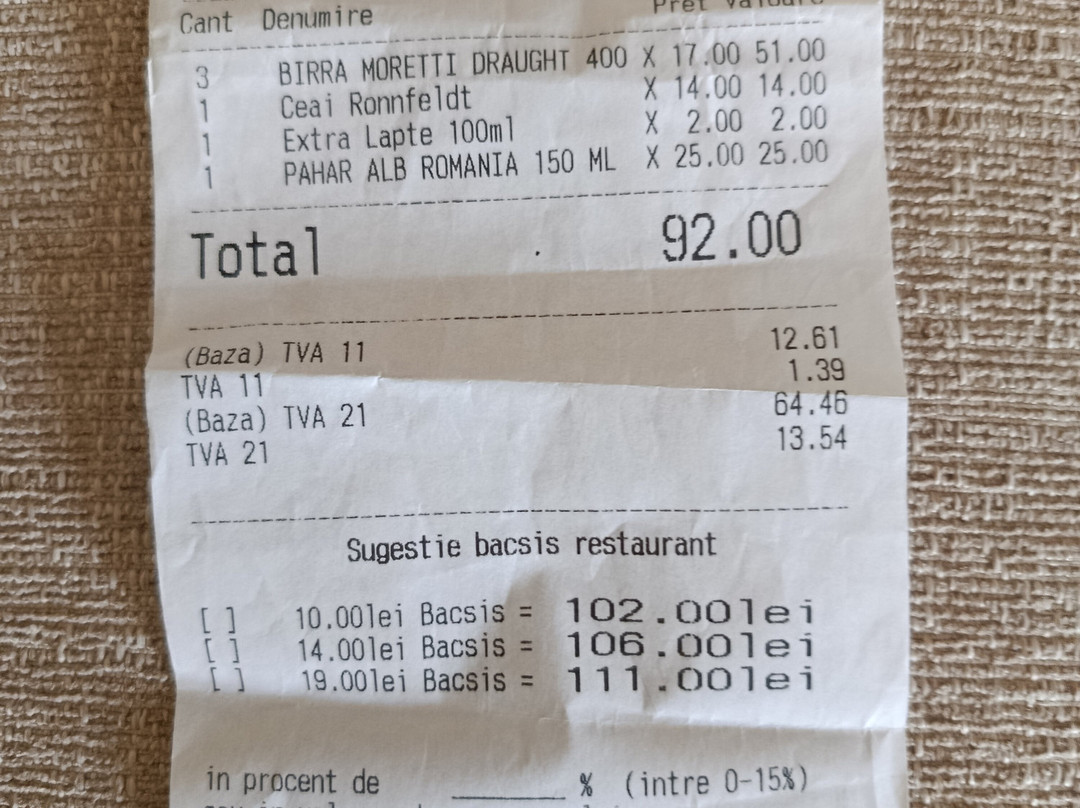 Cant Denumire Pret Valoare
3 BIRRA MORETTI DRAUGHT 400 X 17.00 51.00
1 Ceai Ronnfeldt X 14.00 14.00
1 Extra Lapte 100ml X 2.00 2.00
1 PAHAR ALB ROMANIA 150 ML X 25.00 25.00
Total 92.00
(Baza) TVA 11 12.61
TVA 11 1.39
(Baza) TVA 21 64.46
TVA 21 13.54
Sugestie bacsis restaurant
[ ] 10.00lei Bacsis = 102.00lei
[ ] 14.00lei Bacsis = 106.00lei
[ ] 19.00lei Bacsis = 111.00lei
in procent de ______ % (intre 0-15%)